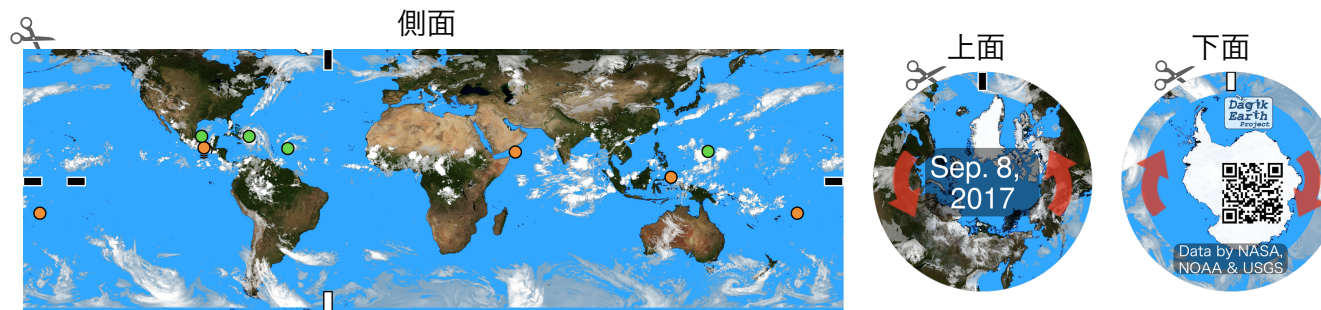 側面
上面
Sep. 8,
2017
下面
Dagik
Earth
Project
Data by NASA,
NOAA & USGS